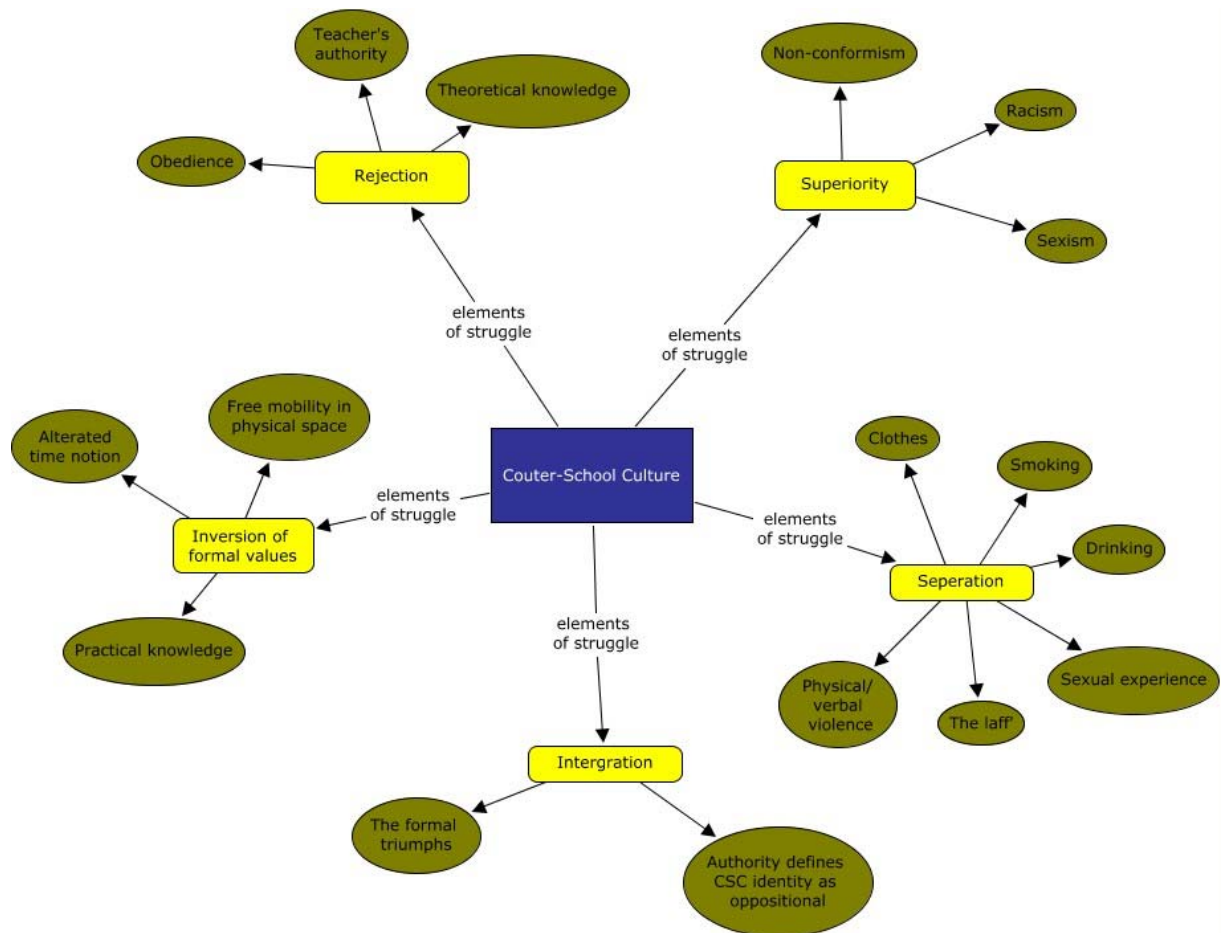 Teacher's
authority
Theoretical knowledge
Obedience
Rejection
Non-conformism
Racism
Superiority
Sexism
elements
of struggle
elements
of struggle
Free mobility in
physical space
Alterated
time notion
Inversion of
formal values
Practical knowledge
elements
of struggle
Couter-School Culture
elements
of struggle
Clothes
Smoking
Drinking
Seperation
Sexual experience
Physical/
verbal
violence
The laff'
elements
of struggle
Intergration
The formal
triumphs
Authority defines
CSC identity as
oppositional